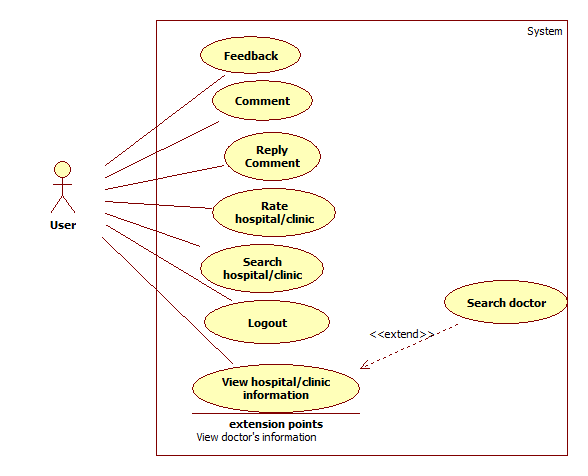 System
Feedback
Comment
Reply
Comment
Rate
hospital/clinic
User
Search
hospital/clinic
Search doctor
Logout
<<extend>>
View hospital/clinic
information
extension points
View doctor's information